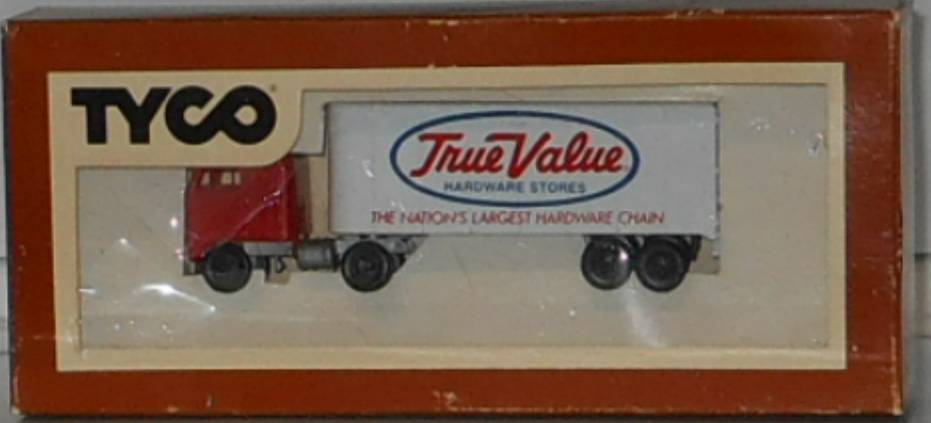 TYCO
True Value
HARDWARE STORES
THE NATION'S LARGEST HARDWARE CHAIN